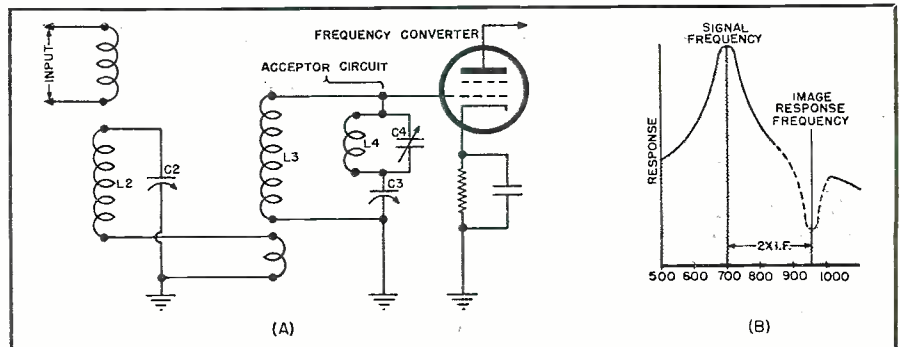 INPUT
L2
C2
L3
ACCEPTOR CIRCUIT
L4
C4
C3
FREQUENCY CONVERTER
(A)
SIGNAL
FREQUENCY
IMAGE
RESPONSE
FREQUENCY
RESPONSE
2X I.F.
500 600 700 800 900 1000
(B)